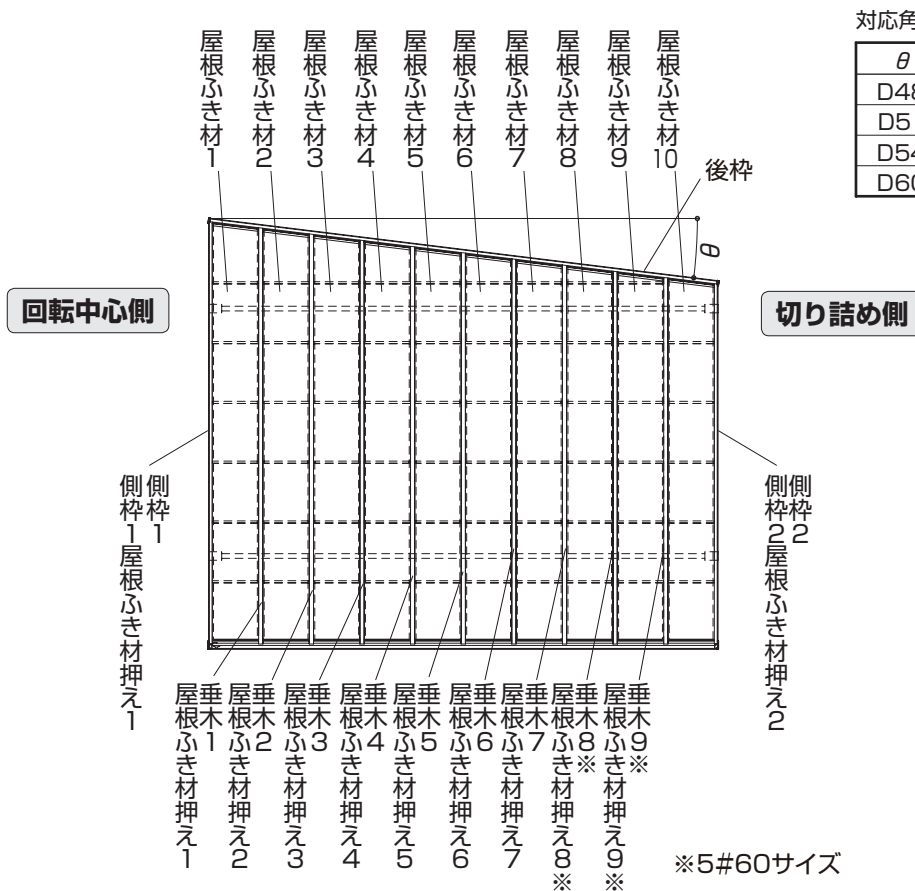 対応角
θ
D48
D5
D54
D60
屋根ふき材1
屋根ふき材2
屋根ふき材3
屋根ふき材4
屋根ふき材5
屋根ふき材6
屋根ふき材7
屋根ふき材8
屋根ふき材9
屋根ふき材10
後枠
θ
回転中心側
切り詰め側
側枠1
側枠1屋根ふき材押え1
側枠2
側枠2屋根ふき材押え2
垂木1
屋根ふき材押え1
垂木2
屋根ふき材押え2
垂木3
屋根ふき材押え3
垂木4
屋根ふき材押え4
垂木5
屋根ふき材押え5
垂木6
屋根ふき材押え6
垂木7
屋根ふき材押え7
垂木8※
屋根ふき材押え8※
垂木9※
屋根ふき材押え9※
※5#60サイズ